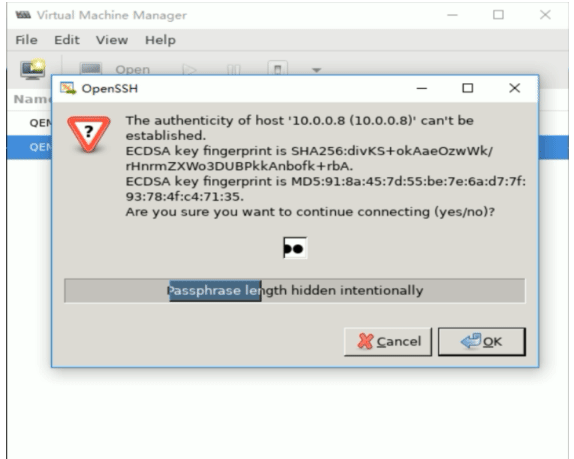 Virtual Machine Manager
File Edit View Help
Open
Name
QEM
QEM
OpenSSH
The authenticity of host '10.0.0.8 (10.0.0.8)' can't be
established.
ECDSA key fingerprint is SHA256:divKS+okAaeOzwWk/
rHnrmZXWo3DUBPkkAnbofk+rbA.
ECDSA key fingerprint is MD5:91:8a:45:7d:55:be:7e:6a:d7:7f:
93:78:4f:c4:71:35.
Are you sure you want to continue connecting (yes/no)?
Passphrase length hidden intentionally
Cancel OK